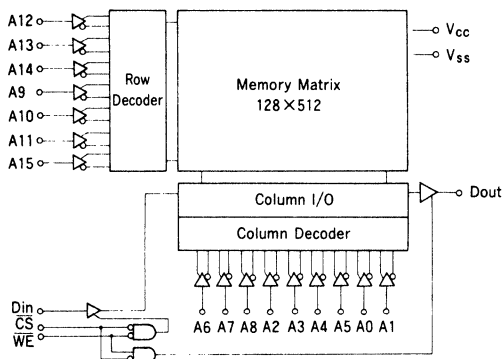 A12
A13
A14
A9
A10
A11
A15
Row
Decoder
Memory Matrix
128×512
Vcc
Vss
Column I/O
Column Decoder
Dout
Din
CS
WE
A6 A7 A8 A2 A3 A4 A5 A0 A1